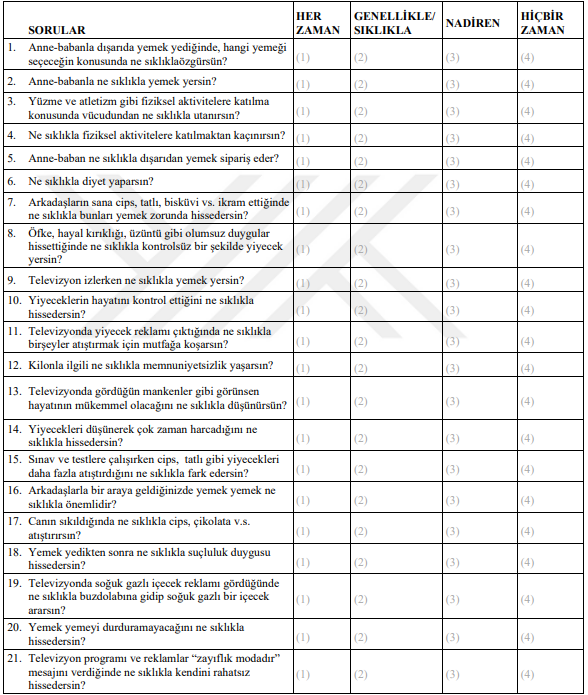 SORULAR HER ZAMAN GENELLİKLE/ SIKLIKLA NADİREN HİÇBİR ZAMAN
1. Anne-babanla dışarıda yemek yediğinde, hangi yemeği
seçeceğin konusunda ne sıklıklaözgürsün? (1) (2) (3) (4)
2. Anne-babanla ne sıklıkla yemek yersin? (1) (2) (3) (4)
3. Yüzme ve atletizm gibi fiziksel aktivitelere katılma
konusunda vücudundan ne sıklıkla utanırsın? (1) (2) (3) (4)
4. Ne sıklıkla fiziksel aktivitelere katılmaktan kaçınırsın? (1) (2) (3) (4)
5. Anne-baban ne sıklıkla dışarıdan yemek sipariş eder? (1) (2) (3) (4)
6. Ne sıklıkla diyet yaparsın? (1) (2) (3) (4)
7. Arkadaşların sana cips, tatlı, bisküvi vs. ikram ettiğinde
ne sıklıkla bunları yemek zorunda hissedersin? (1) (2) (3) (4)
8. Öfke, hayal kırıklığı, üzüntü gibi olumsuz duygular
hissettiğinde ne sıklıkla kontrolsüz bir şekilde yiyecek
yersin? (1) (2) (3) (4)
9. Televizyon izlerken ne sıklıkla yemek yersin? (1) (2) (3) (4)
10. Yiyeceklerin hayatını kontrol ettiğini ne sıklıkla
hissedersin? (1) (2) (3) (4)
11. Televizyonda yiyecek reklamı çıktığında ne sıklıkla
birşeyler atıştırmak için mutfağa koşarsın? (1) (2) (3) (4)
12. Kilonla ilgili ne sıklıkla memnuniyetsizlik yaşarsın? (1) (2) (3) (4)
13. Televizyonda gördüğün mankenler gibi görünsen
hayatının mükemmel olacağını ne sıklıkla düşünürsün? (1) (2) (3) (4)
14. Yiyecekleri düşünerek çok zaman harcadığını ne
sıklıkla hissedersin? (1) (2) (3) (4)
15. Sınav ve testlere çalışırken cips, tatlı gibi yiyecekleri
daha fazla atıştırdığını ne sıklıkla fark edersin? (1) (2) (3) (4)
16. Arkadaşlarla bir araya geldiğinizde yemek yemek ne
sıklıkla önemlidir? (1) (2) (3) (4)
17. Canın sıkıldığında ne sıklıkla cips, çikolata v.s.
atıştırırsın? (1) (2) (3) (4)
18. Yemek yedikten sonra ne sıklıkla suçluluk duygusu
hissedersin? (1) (2) (3) (4)
19. Televizyonda soğuk gazlı içecek reklamı gördüğünde
ne sıklıkla buzdolabına gidip soğuk gazlı bir içecek
ararsın? (1) (2) (3) (4)
20. Yemek yemeyi durduramayacağını ne sıklıkla
hissedersin? (1) (2) (3) (4)
21. Televizyon programı ve reklamlar “zayıflık modadır”
mesajını verdiğinde ne sıklıkla kendini rahatsız
hissedersin? (1) (2) (3) (4)